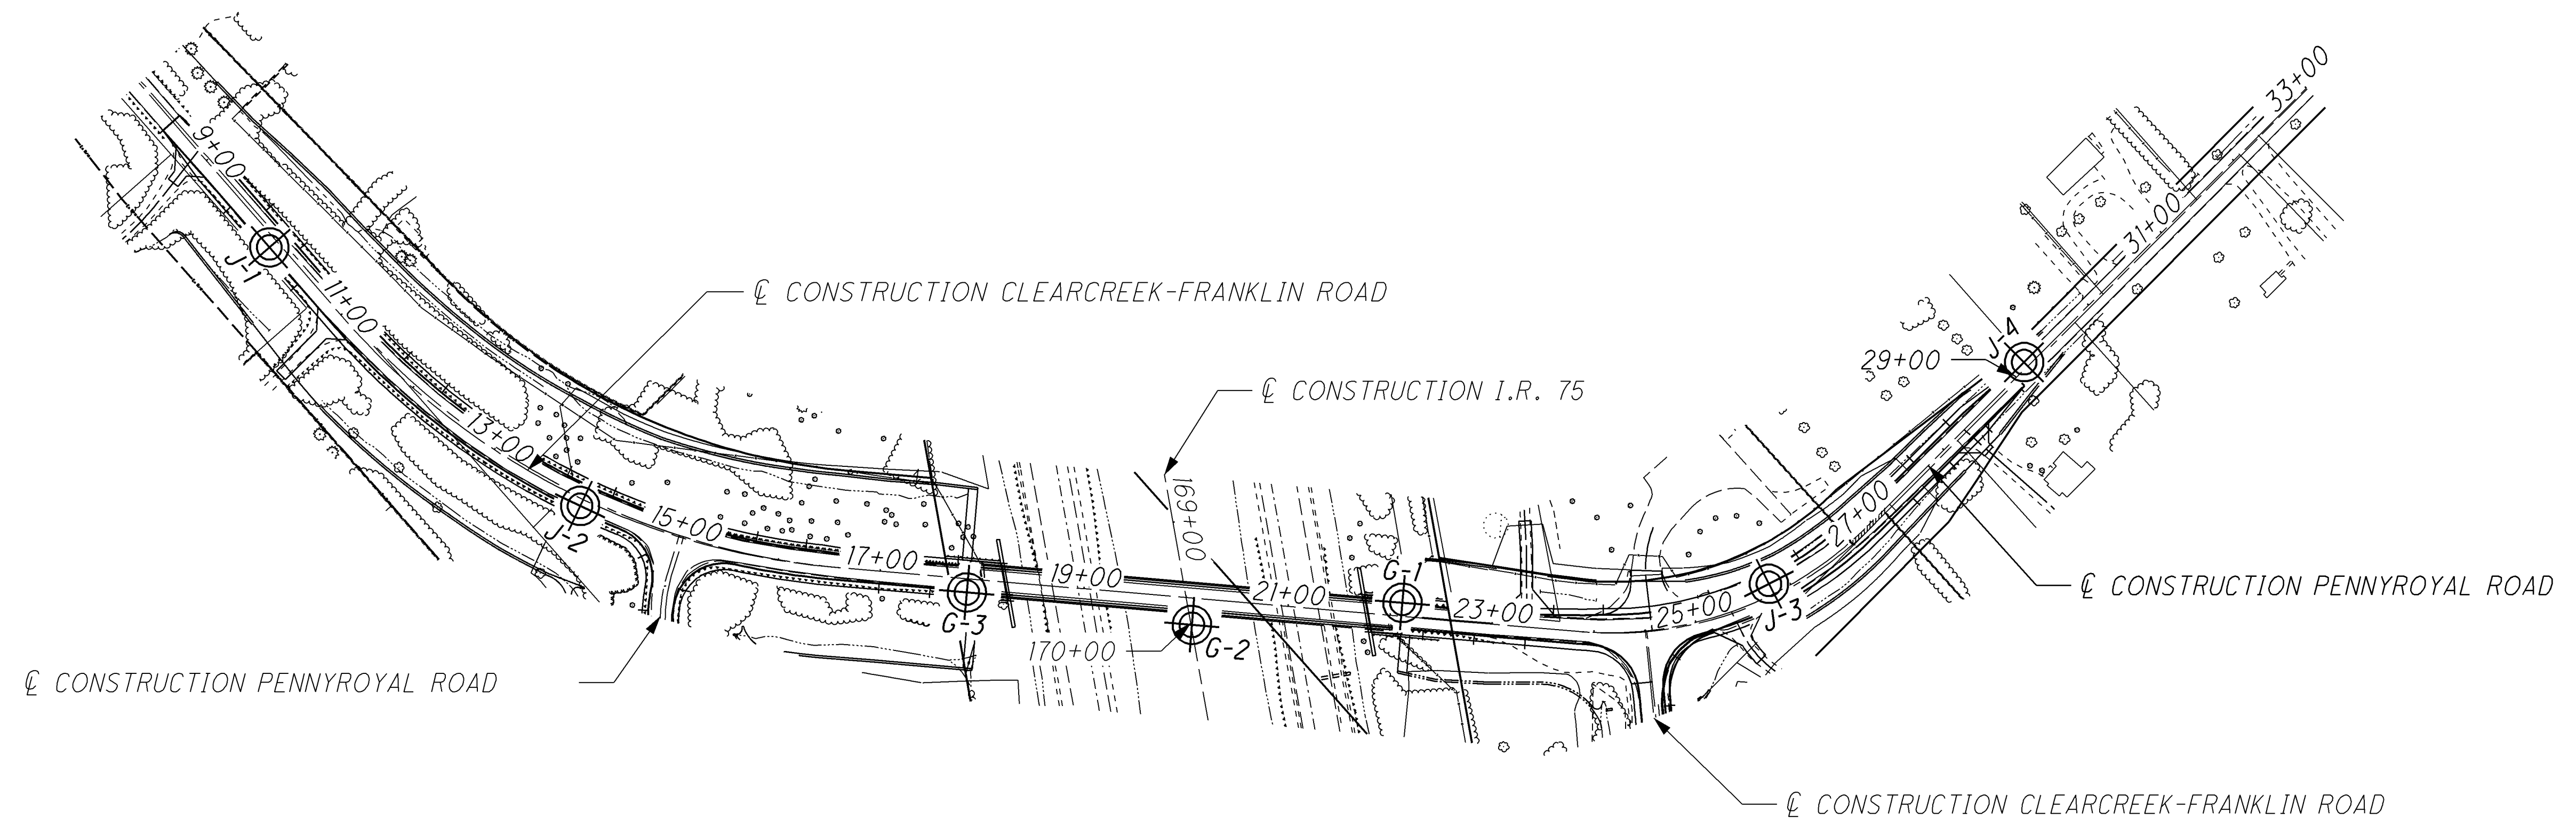 33+00
9+00
31+00
J-1
11+00
℄ CONSTRUCTION CLEARCREEK-FRANKLIN ROAD
J-4
29+00
℄ CONSTRUCTION I.R. 75
13+00
169+00
27+00
J-2
15+00
17+00
19+00
G-1
21+00
23+00
25+00
℄ CONSTRUCTION PENNYROYAL ROAD
J-3
G-3
170+00
G-2
℄ CONSTRUCTION PENNYROYAL ROAD
℄ CONSTRUCTION CLEARCREEK-FRANKLIN ROAD